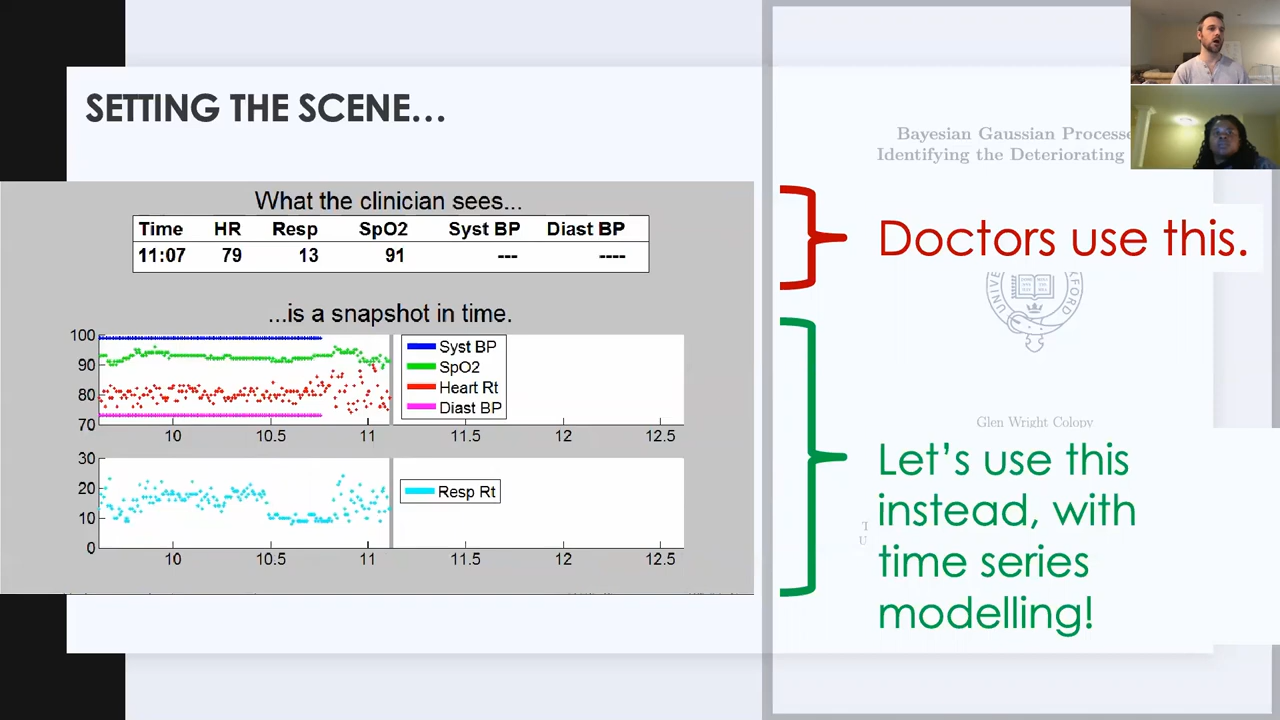 SETTING THE SCENE...
Bayesian Gaussian Processe
Identifying the Deteriorating
What the clinician sees...
Time HR Resp SpO2 Syst BP Diast BP
11:07 79 13 91 --- ----
Doctors use this.
...is a snapshot in time.
100
90
80
70
Syst BP
SpO2
Heart Rt
Diast BP
10 10.5 11 11.5 12 12.5
30
20
10
0
Resp Rt
10 10.5 11 11.5 12 12.5
Glen Wright Colopy
Let's use this
instead, with
time series
modelling!
T
U